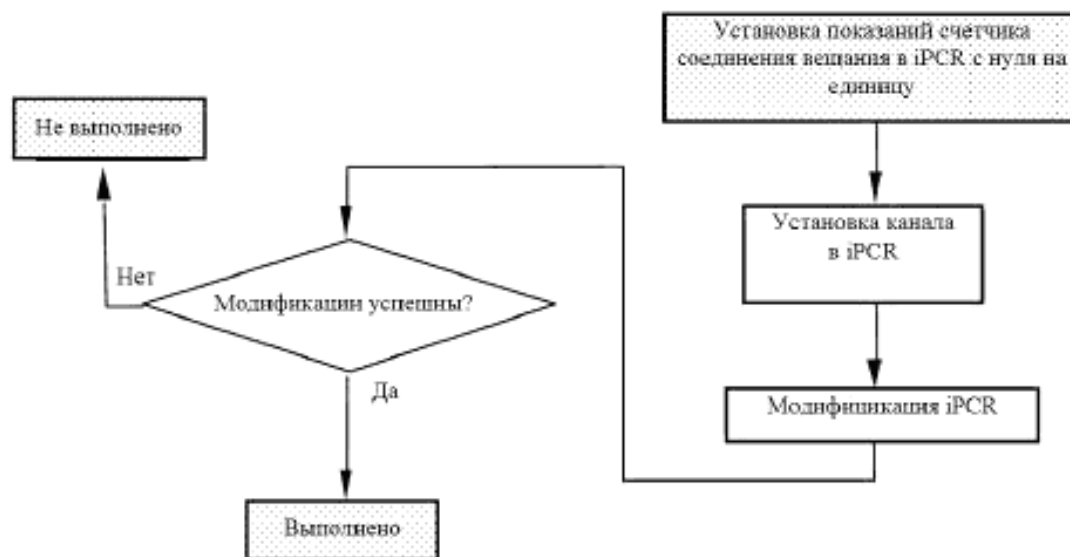 Установка показаний счетчика
соединения вещания в iPCR с нуля на
единицу
Не выполнено
Установка канала
в iPCR
Нет
Модификации успешны?
Да
Модифицикация iPCR
Выполнено